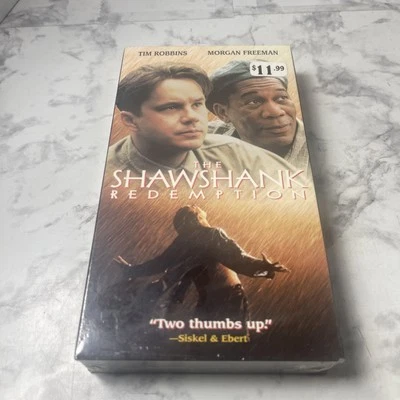 TIM ROBBINS MORGAN FREEMAN
$11.99
THE
SHAWSHANK
REDEMPTION
"TWO THUMBS UP."
—Siskel & Ebert